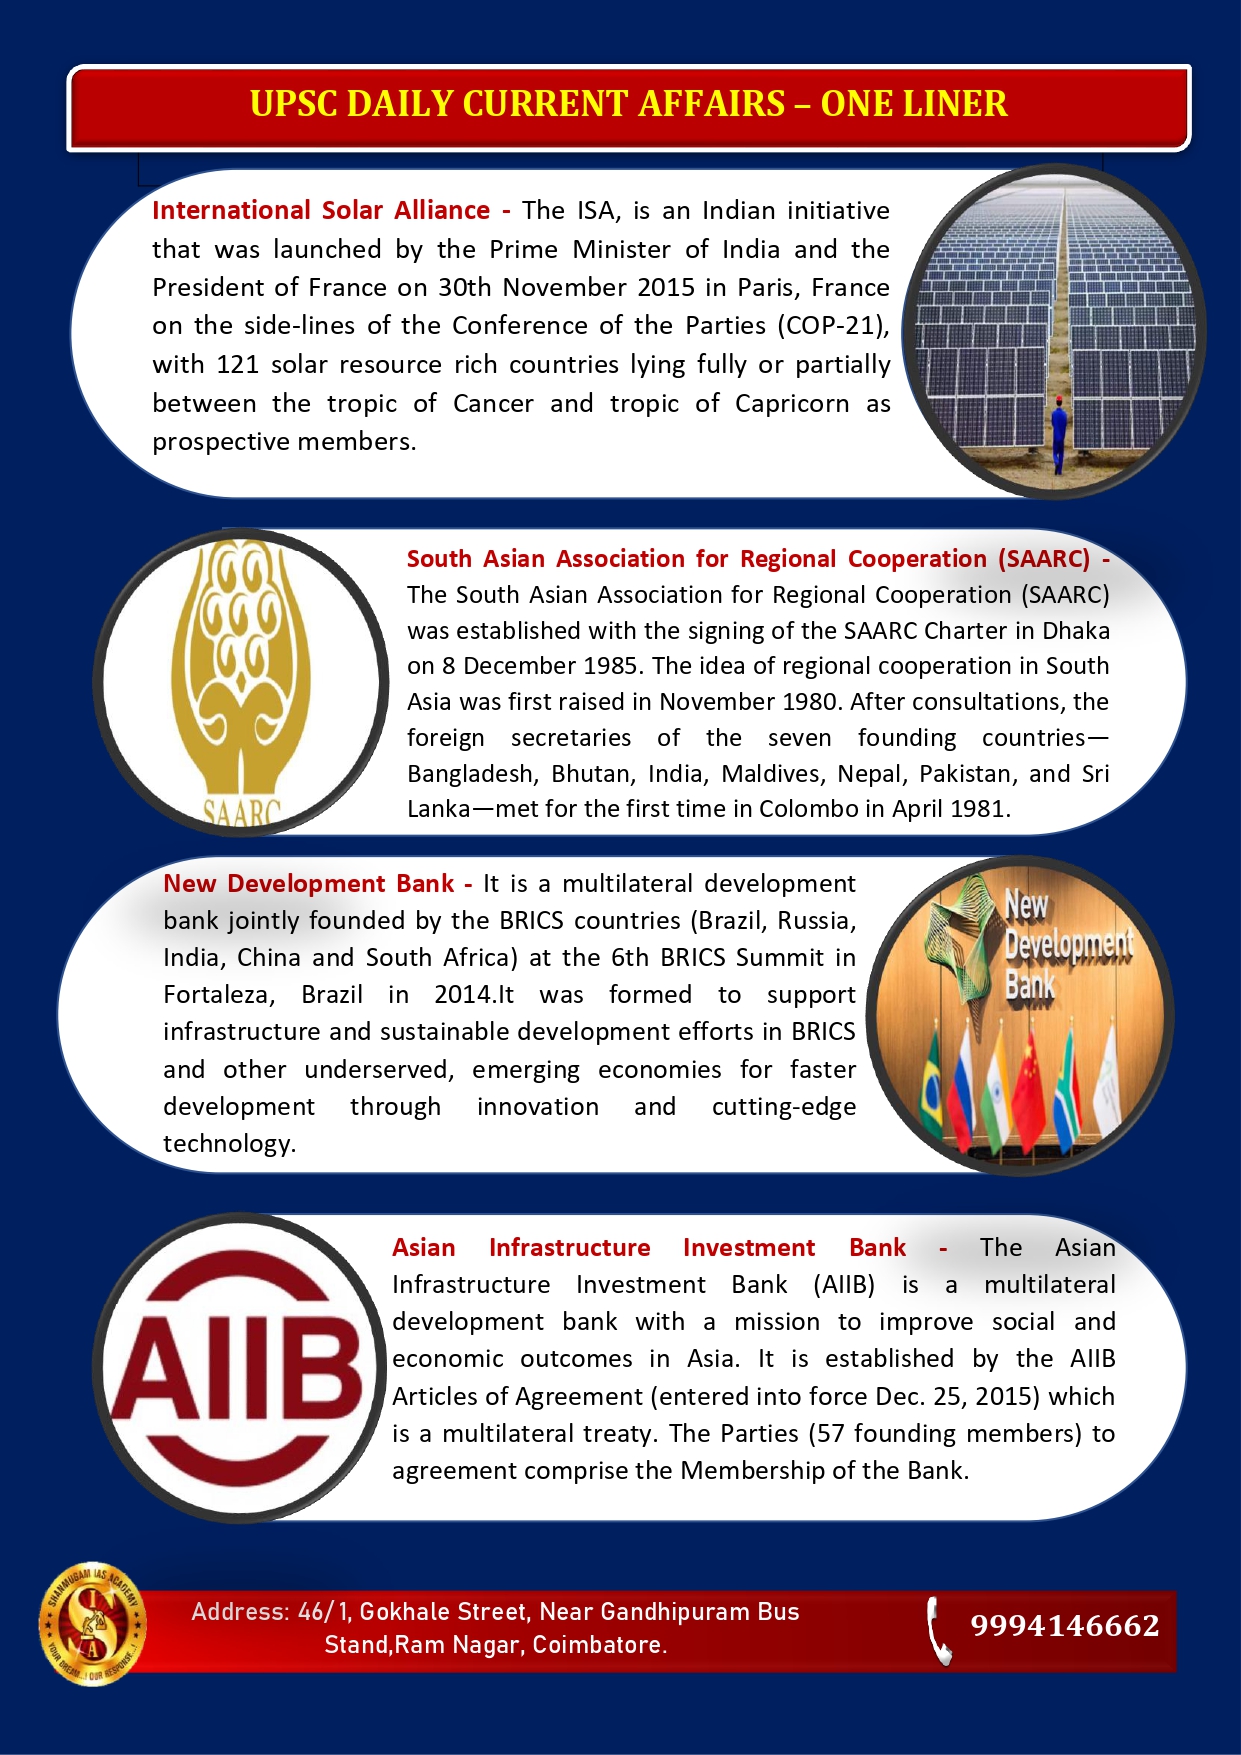 UPSC DAILY CURRENT AFFAIRS – ONE LINER
International Solar Alliance - The ISA, is an Indian initiative
that was launched by the Prime Minister of India and the
President of France on 30th November 2015 in Paris, France
on the side-lines of the Conference of the Parties (COP-21),
with 121 solar resource rich countries lying fully or partially
between the tropic of Cancer and tropic of Capricorn as
prospective members.
SAARC
South Asian Association for Regional Cooperation (SAARC) -
The South Asian Association for Regional Cooperation (SAARC)
was established with the signing of the SAARC Charter in Dhaka
on 8 December 1985. The idea of regional cooperation in South
Asia was first raised in November 1980. After consultations, the
foreign secretaries of the seven founding countries—
Bangladesh, Bhutan, India, Maldives, Nepal, Pakistan, and Sri
Lanka—met for the first time in Colombo in April 1981.
New Development Bank - It is a multilateral development
bank jointly founded by the BRICS countries (Brazil, Russia,
India, China and South Africa) at the 6th BRICS Summit in
Fortaleza, Brazil in 2014.It was formed to support
infrastructure and sustainable development efforts in BRICS
and other underserved, emerging economies for faster
development through innovation and cutting-edge
technology.
New
Development
Bank
AIIB
Asian Infrastructure Investment Bank - The Asian
Infrastructure Investment Bank (AIIB) is a multilateral
development bank with a mission to improve social and
economic outcomes in Asia. It is established by the AIIB
Articles of Agreement (entered into force Dec. 25, 2015) which
is a multilateral treaty. The Parties (57 founding members) to
agreement comprise the Membership of the Bank.
SHANMUGAM IAS ACADEMY
S I A
YOUR DREAM..! OUR RESPONSE..!
Address: 46/1, Gokhale Street, Near Gandhipuram Bus
Stand,Ram Nagar, Coimbatore.
9994146662